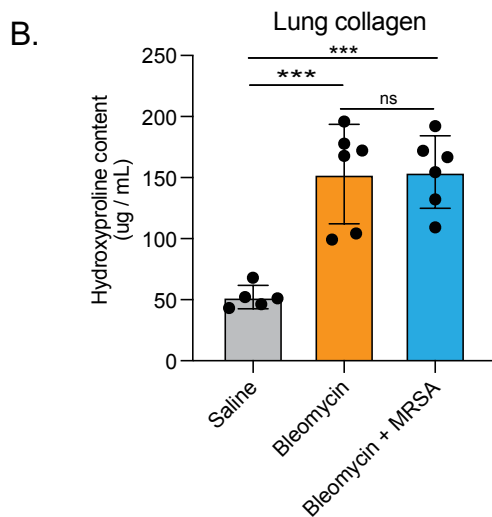 B.
Lung collagen
***
***
ns
Hydroxyproline content
(ug / mL)
250
200
150
100
50
0
Saline
Bleomycin
Bleomycin + MRSA